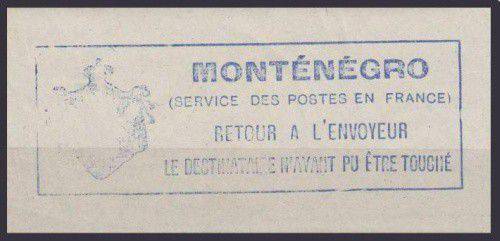 MONTÉNÉGRO
(SERVICE DES POSTES EN FRANCE)
RETOUR A L'ENVOYEUR
LE DESTINATAIRE N'AYANT PU ÊTRE TOUCHÉ